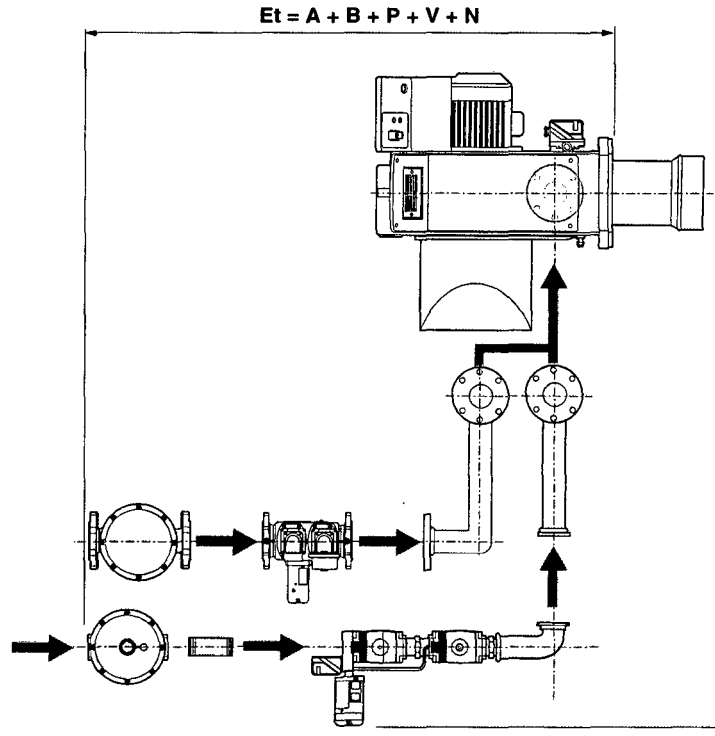 Et = A + B + P + V + N